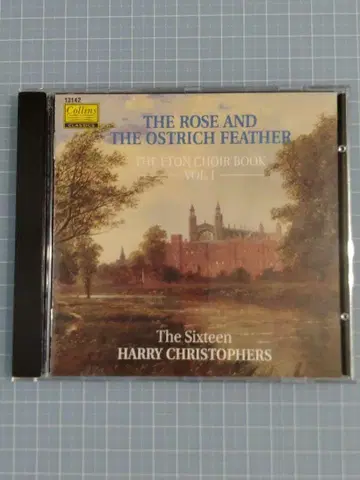 13142
Collins
CLASSICS
THE ROSE AND
THE OSTRICH FEATHER
THE ETON CHOIR BOOK
VOL I
The Sixteen
HARRY CHRISTOPHERS